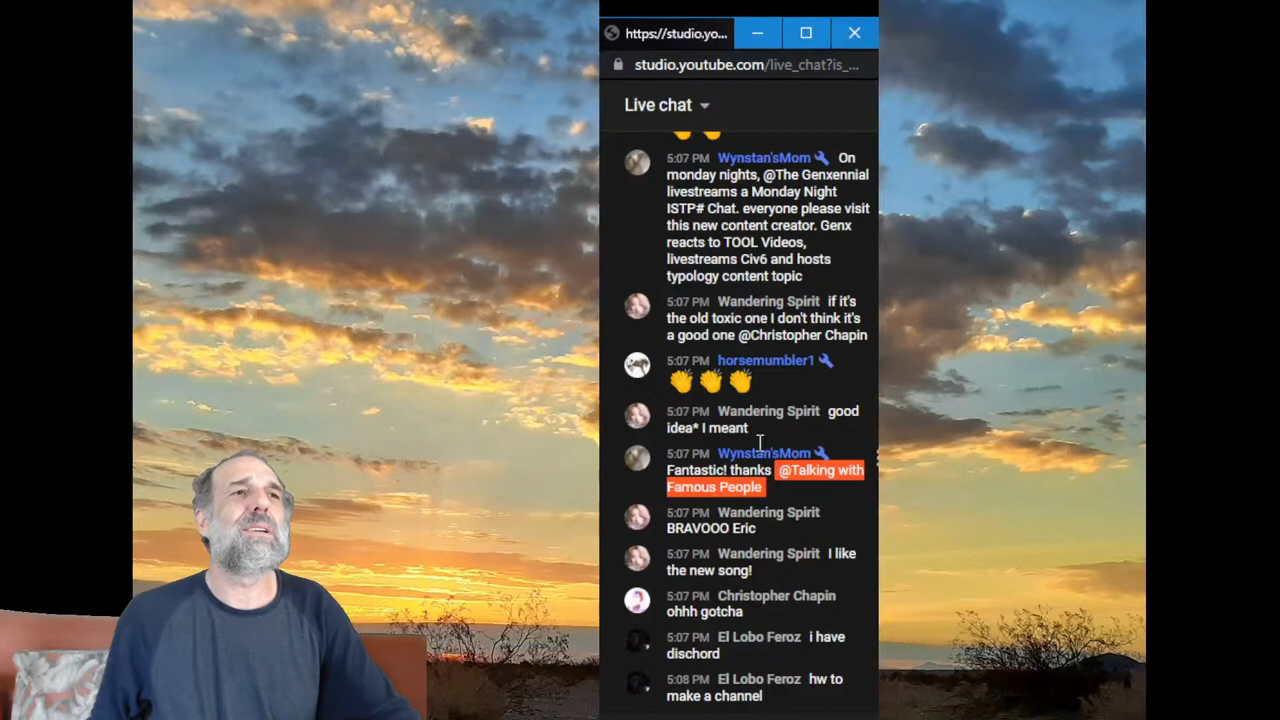 https://studio.yo...
studio.youtube.com/live_chat?is_...
Live chat
5:07 PM Wynstan'sMom On
monday nights, @The Genxennial
livestreams a Monday Night
ISTP# Chat. everyone please visit
this new content creator. Genx
reacts to TOOL Videos,
livestreams Civ6 and hosts
typology content topic
5:07 PM Wandering Spirit if it's
the old toxic one I don't think it's
a good one @Christopher Chapin
5:07 PM horsemumbler1
5:07 PM Wandering Spirit good
idea* I meant
5:07 PM Wynstan'sMom
Fantastic! thanks @Talking with
Famous People
5:07 PM Wandering Spirit
BRAVOOO Eric
5:07 PM Wandering Spirit I like
the new song!
5:07 PM Christopher Chapin
ohhh gotcha
5:07 PM El Lobo Feroz i have
dischord
5:08 PM El Lobo Feroz hw to
make a channel